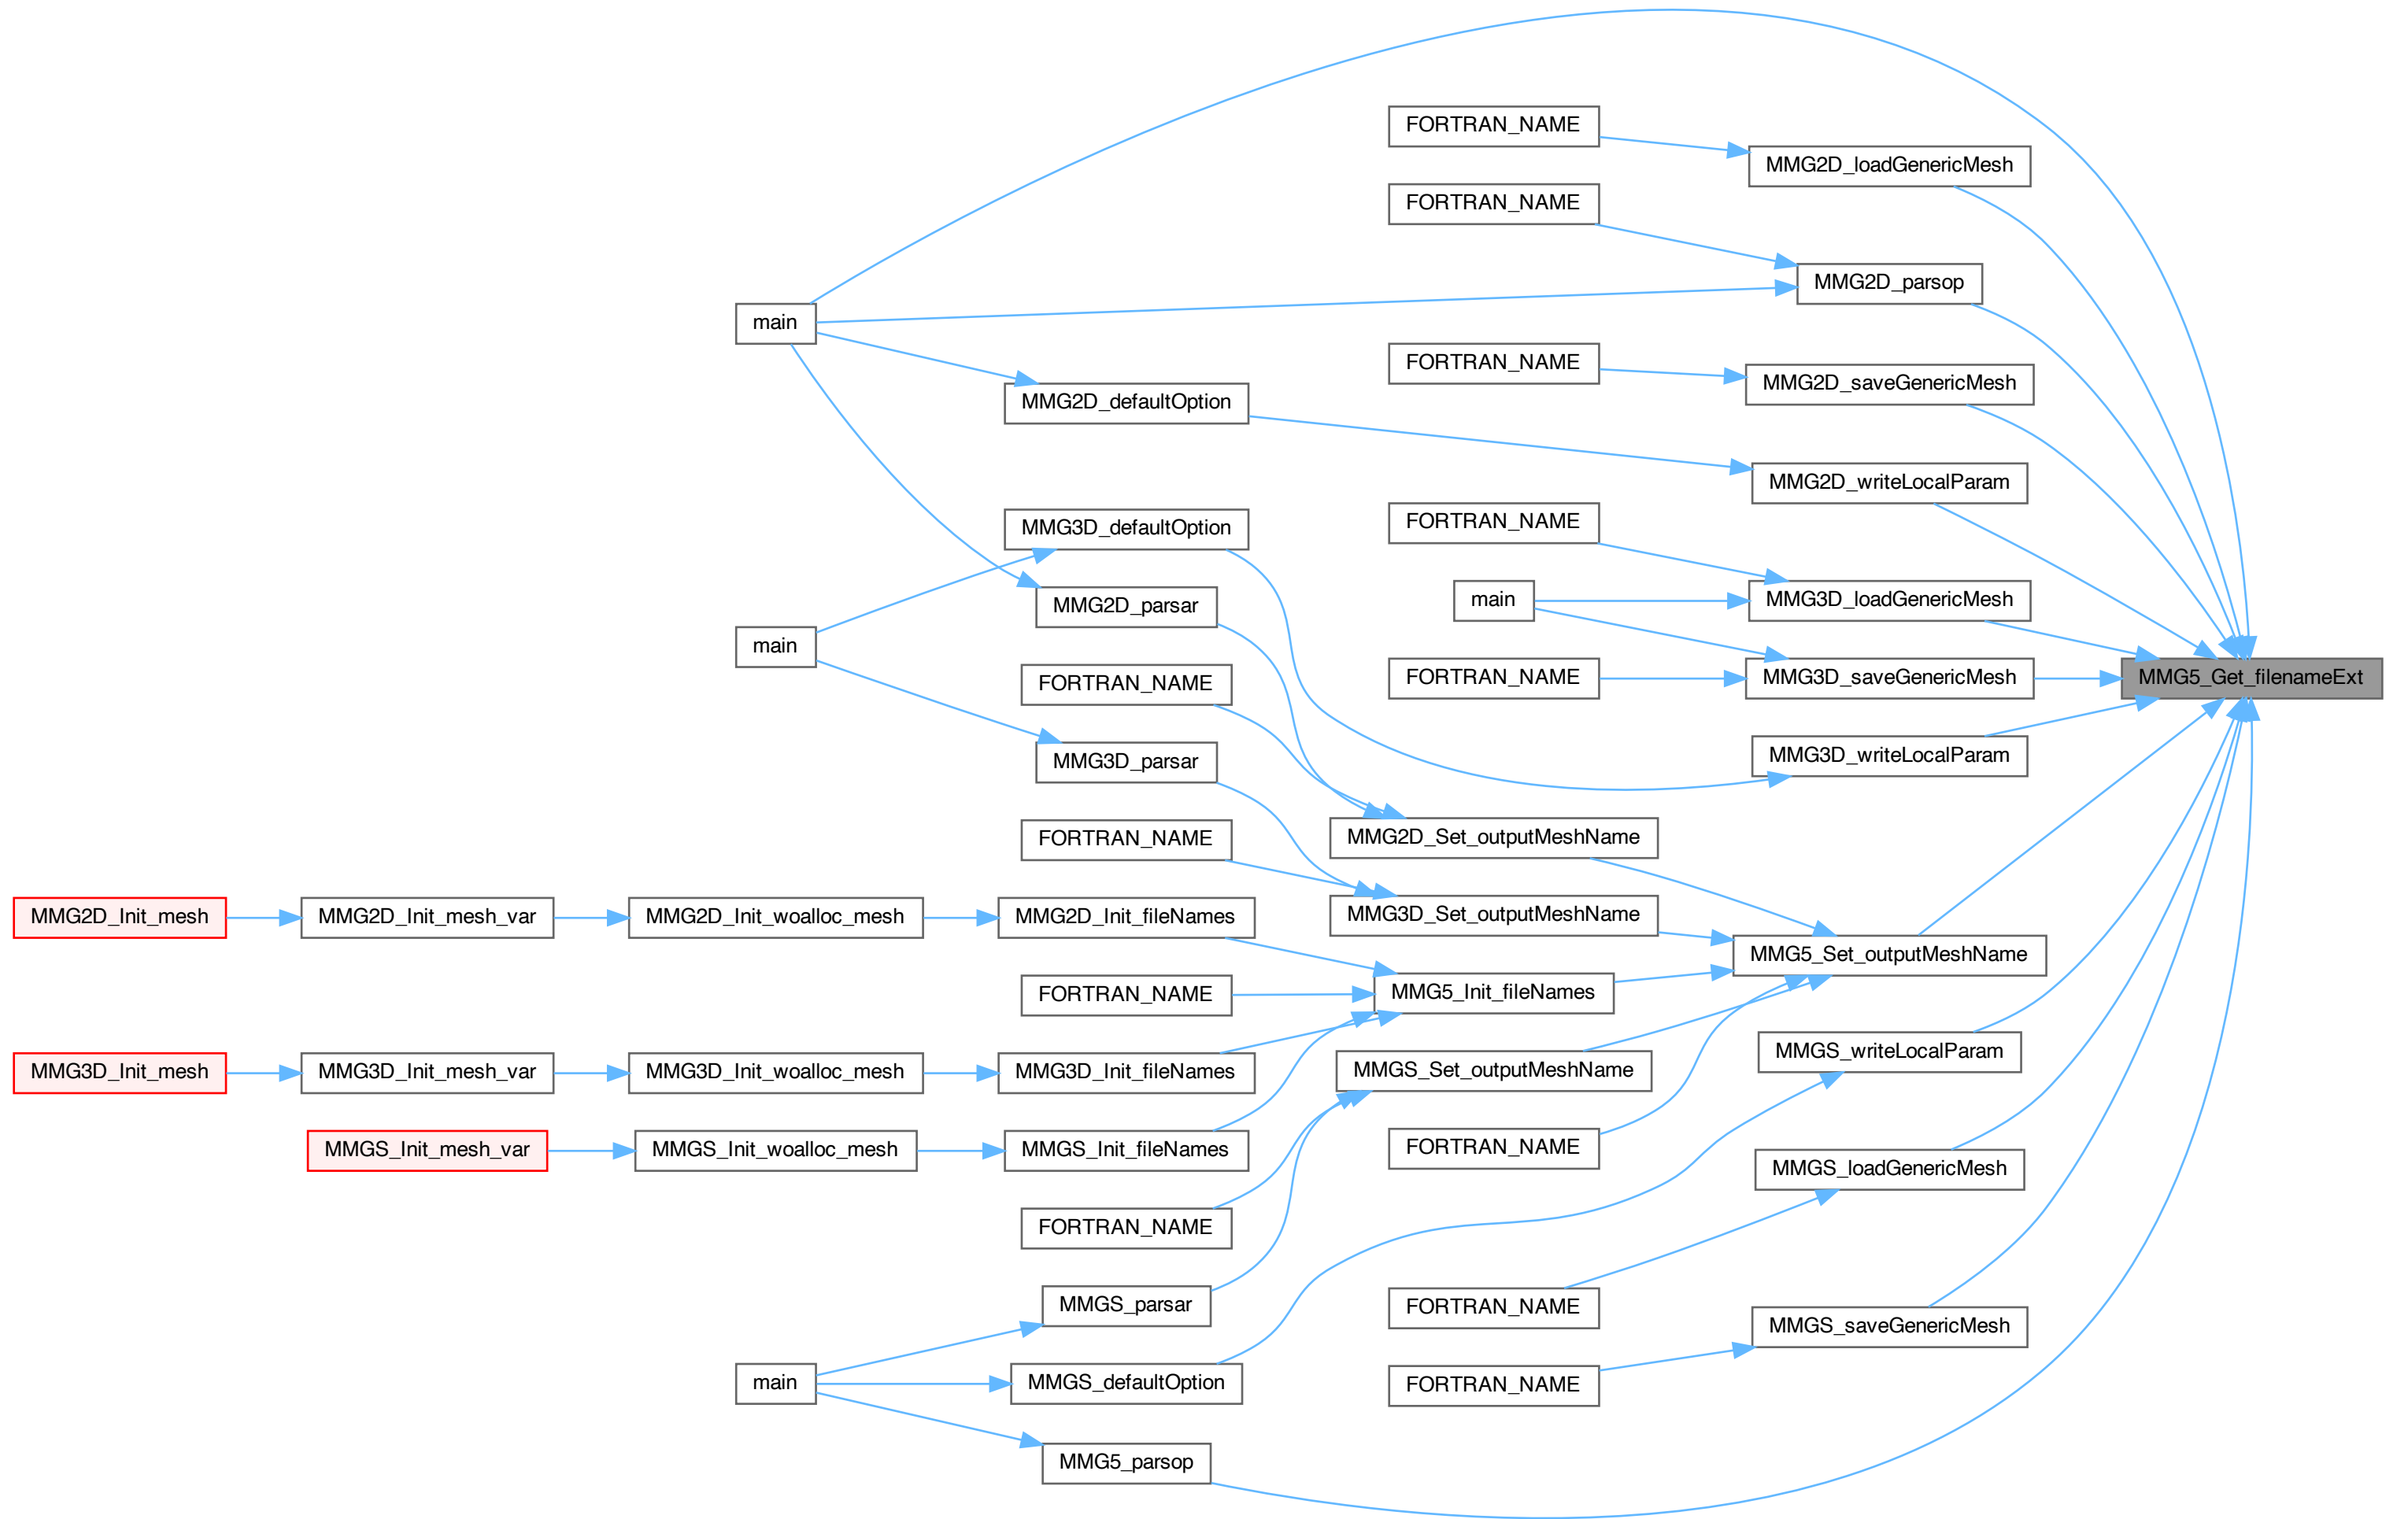 FORTRAN_NAME
MMG2D_loadGenericMesh
FORTRAN_NAME
MMG2D_parsop
main
FORTRAN_NAME
MMG2D_saveGenericMesh
MMG2D_defaultOption
MMG2D_writeLocalParam
MMG3D_defaultOption
FORTRAN_NAME
MMG2D_parsar
main
MMG3D_loadGenericMesh
main
FORTRAN_NAME
FORTRAN_NAME
MMG3D_saveGenericMesh
MMG5_Get_filenameExt
MMG3D_parsar
MMG3D_writeLocalParam
FORTRAN_NAME
MMG2D_Set_outputMeshName
MMG2D_Init_mesh
MMG2D_Init_mesh_var
MMG2D_Init_woalloc_mesh
MMG2D_Init_fileNames
MMG3D_Set_outputMeshName
MMG5_Set_outputMeshName
FORTRAN_NAME
MMG5_Init_fileNames
MMG3D_Init_mesh
MMG3D_Init_mesh_var
MMG3D_Init_woalloc_mesh
MMG3D_Init_fileNames
MMGS_Set_outputMeshName
MMGS_writeLocalParam
MMGS_Init_mesh_var
MMGS_Init_woalloc_mesh
MMGS_Init_fileNames
FORTRAN_NAME
MMGS_loadGenericMesh
FORTRAN_NAME
MMGS_parsar
FORTRAN_NAME
MMGS_saveGenericMesh
main
MMGS_defaultOption
FORTRAN_NAME
MMG5_parsop